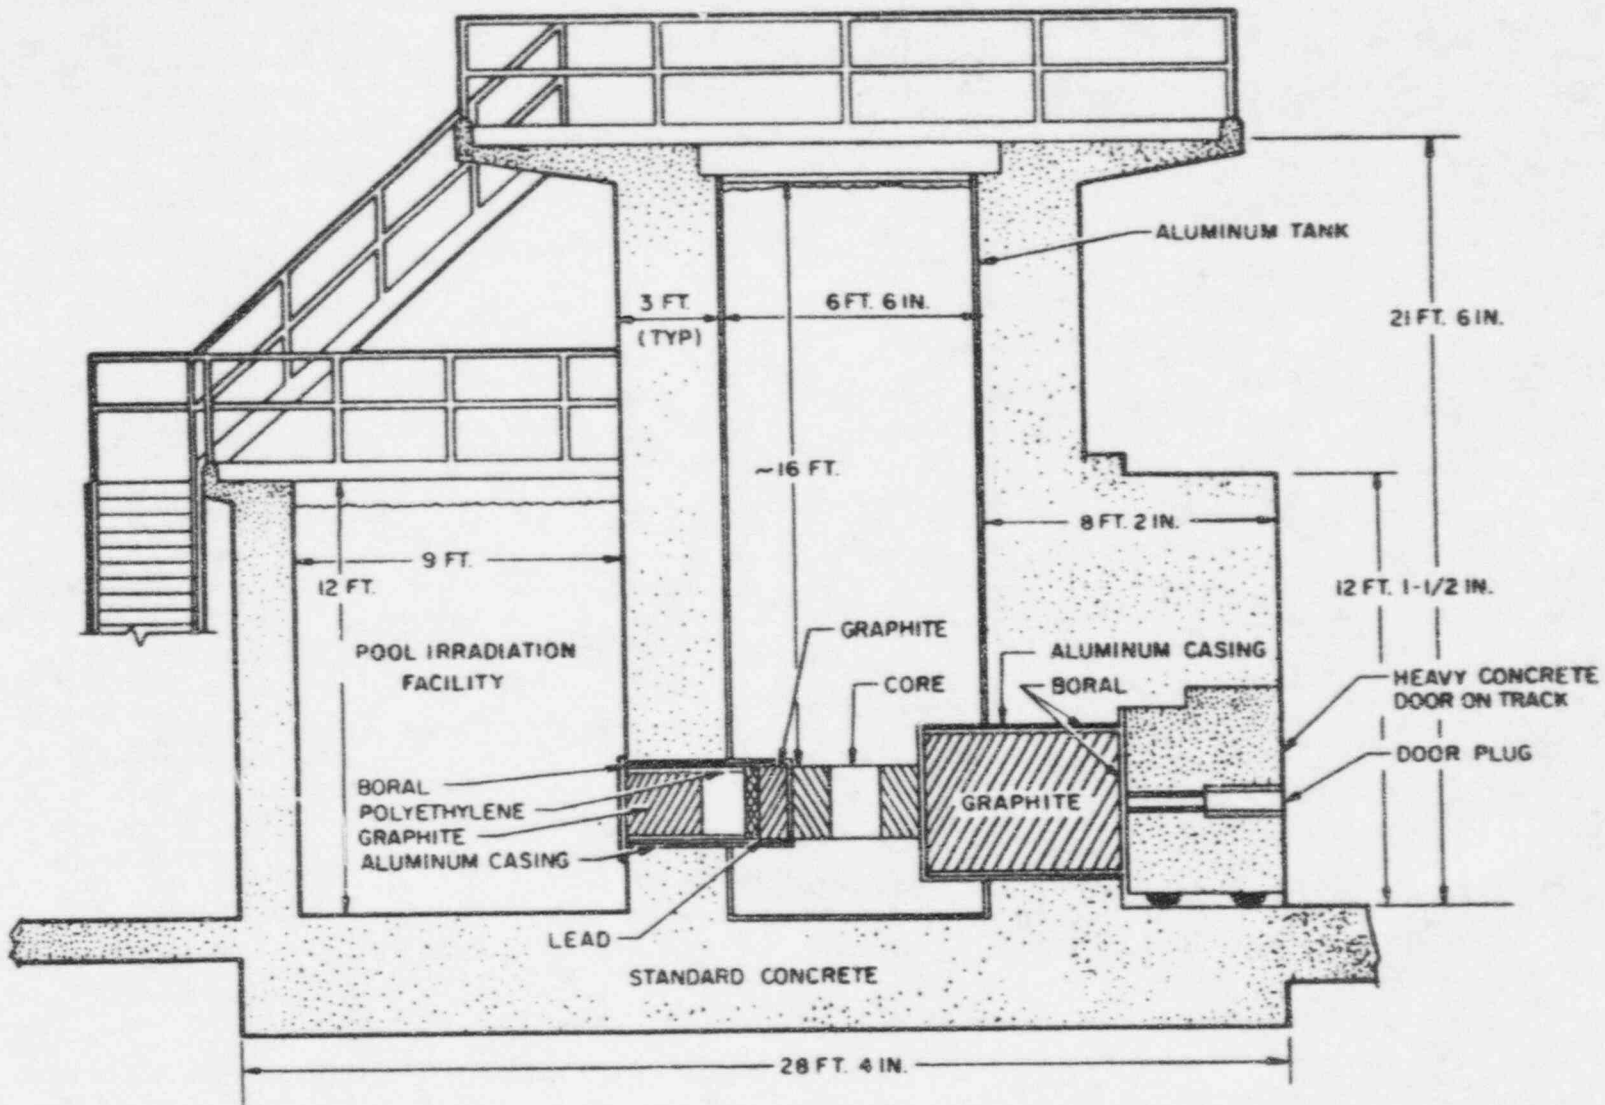 ALUMINUM TANK
3 FT.
(TYP)
6 FT. 6 IN.
21 FT. 6 IN.
~16 FT.
8 FT. 2 IN.
9 FT.
12 FT.
12 FT. 1-1/2 IN.
POOL IRRADIATION
FACILITY
GRAPHITE
CORE
ALUMINUM CASING
BORAL
HEAVY CONCRETE
DOOR ON TRACK
DOOR PLUG
BORAL
POLYETHYLENE
GRAPHITE
ALUMINUM CASING
GRAPHITE
LEAD
STANDARD CONCRETE
28 FT. 4 IN.